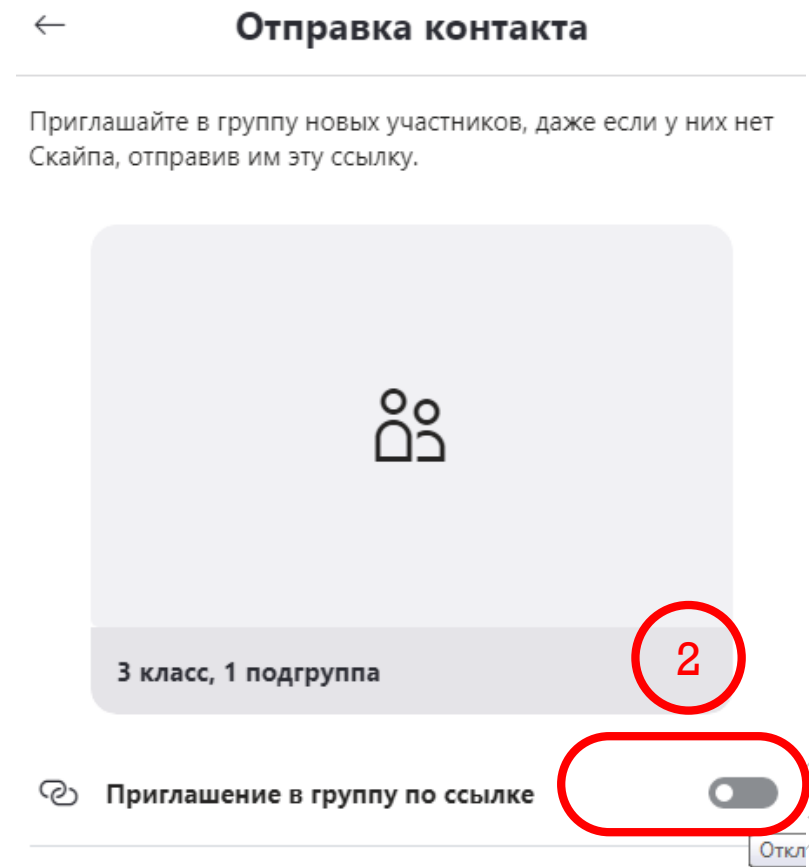 Отправка контакта
Приглашайте в группу новых участников, даже если у них нет
Скайпа, отправив им эту ссылку.
3 класс, 1 подгруппа
2
Приглашение в группу по ссылке
Откл